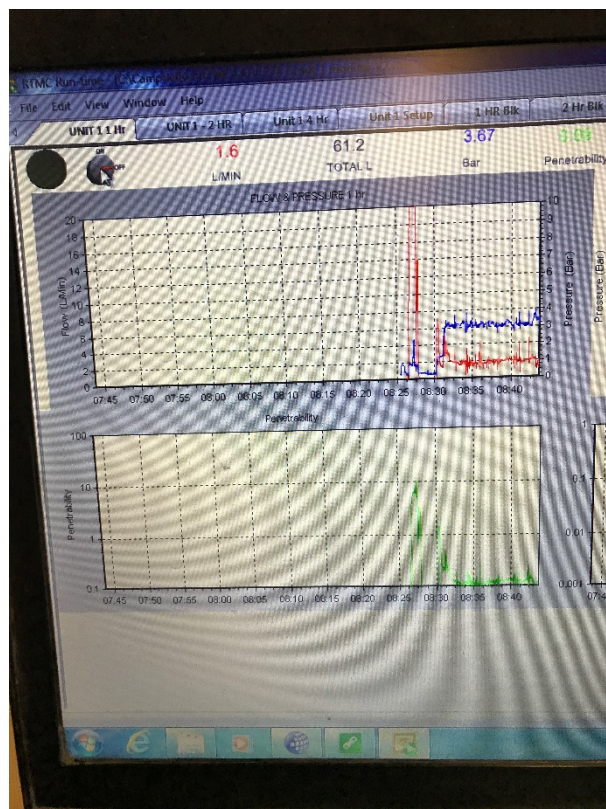 RTMC Run-time
File Edit View Window Help
UNIT 1 1 Hr UNIT 1 - 2 HR Unit 1 4 Hr Unit 1 Setup 1 HR Blk 2 Hr Blk
ON
OFF
1.6 61.2 3.67
L/MIN TOTAL L Bar Penetrability
FLOW & PRESSURE 1 Hr
20 10
18 9
16 8
14 7
12 6
10 5
8 4
6 3
4 2
2 1
0 0
Flow (L/Min)
Pressure (Bar)
Pressure (Bar)
07:45 07:50 07:55 08:00 08:05 08:10 08:15 08:20 08:25 08:30 08:35 08:40
Penetrability
100 1
10 0.1
1 0.01
0.1 0.001
Penetrability
07:45 07:50 07:55 08:00 08:05 08:10 08:15 08:20 08:25 08:30 08:35 08:40 07:4